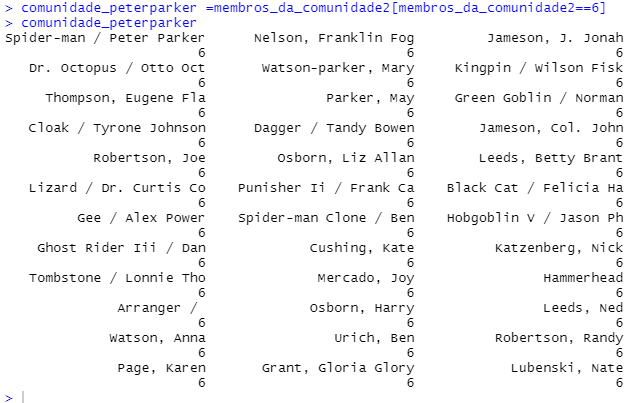 > comunidade_peterparker =membros_da_comunidade2[membros_da_comunidade2==6]
> comunidade_peterparker
Spider-man / Peter Parker Nelson, Franklin Fog Jameson, J. Jonah
6 6 6
Dr. Octopus / Otto Oct Watson-parker, Mary Kingpin / Wilson Fisk
6 6 6
Thompson, Eugene Fla Parker, May Green Goblin / Norman
6 6 6
Cloak / Tyrone Johnson Dagger / Tandy Bowen Jameson, Col. John
6 6 6
Robertson, Joe Osborn, Liz Allan Leeds, Betty Brant
6 6 6
Lizard / Dr. Curtis Co Punisher Ii / Frank Ca Black Cat / Felicia Ha
6 6 6
Gee / Alex Power Spider-man Clone / Ben Hobgoblin V / Jason Ph
6 6 6
Ghost Rider Iii / Dan Cushing, Kate Katzenberg, Nick
6 6 6
Tombstone / Lonnie Tho Mercado, Joy Hammerhead
6 6 6
Arranger / Osborn, Harry Leeds, Ned
6 6 6
Watson, Anna Urich, Ben Robertson, Randy
6 6 6
Page, Karen Grant, Gloria Glory Lubenski, Nate
6 6 6
>